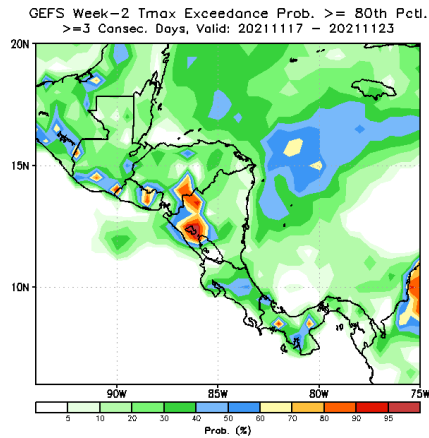 GEFS Week-2 Tmax Exceedance Prob. >= 80th Pctl.
>=3 Consec. Days, Valid: 20211117 - 20211123
20N
15N
10N
90W 85W 80W 75W
5 10 20 30 40 50 60 70 80 90 95
Prob. (%)